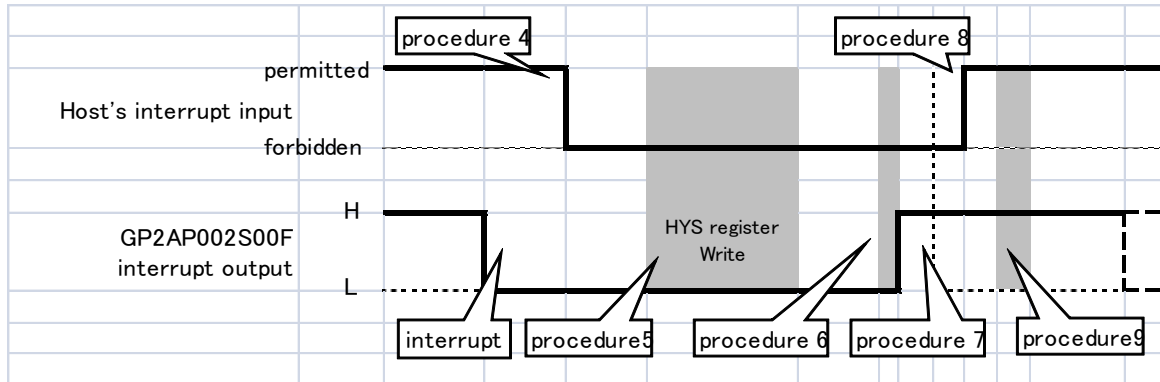 procedure 4
procedure 8
permitted
Host's interrupt input
forbidden
H
GP2AP002S00F
interrupt output
HYS register
Write
L
interrupt
procedure5
procedure 6
procedure 7
procedure9